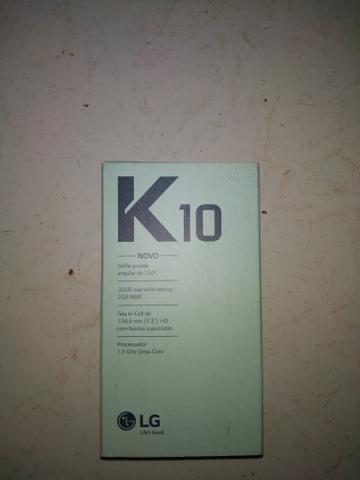 K10
NOVO
Selfie grande
angular de 120°
32GB memória interna
2GB RAM
Tela In-Cell de
134,6 mm (5.3") HD
com bordas suavizadas
Processador
1.5 GHz Octa-Core
LG
Life's Good